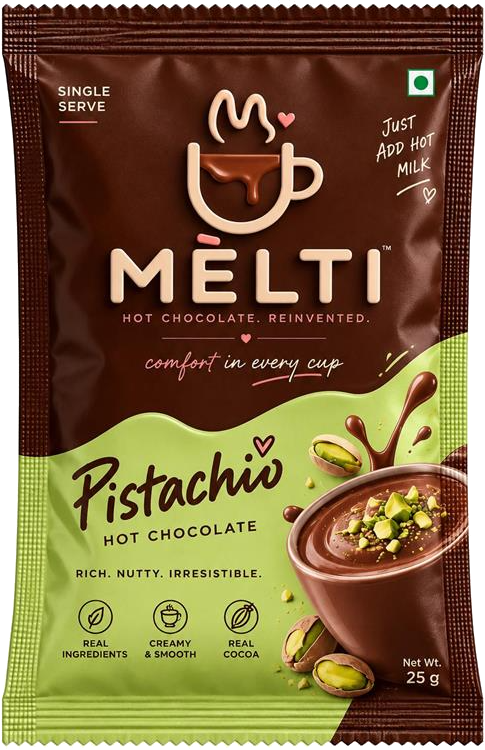 SINGLE
SERVE
JUST
ADD HOT
MILK
MÈLTI™
HOT CHOCOLATE. REINVENTED.
comfort in every cup
Pistachio
HOT CHOCOLATE
RICH. NUTTY. IRRESISTIBLE.
REAL
INGREDIENTS
CREAMY
& SMOOTH
REAL
COCOA
Net Wt.
25 g